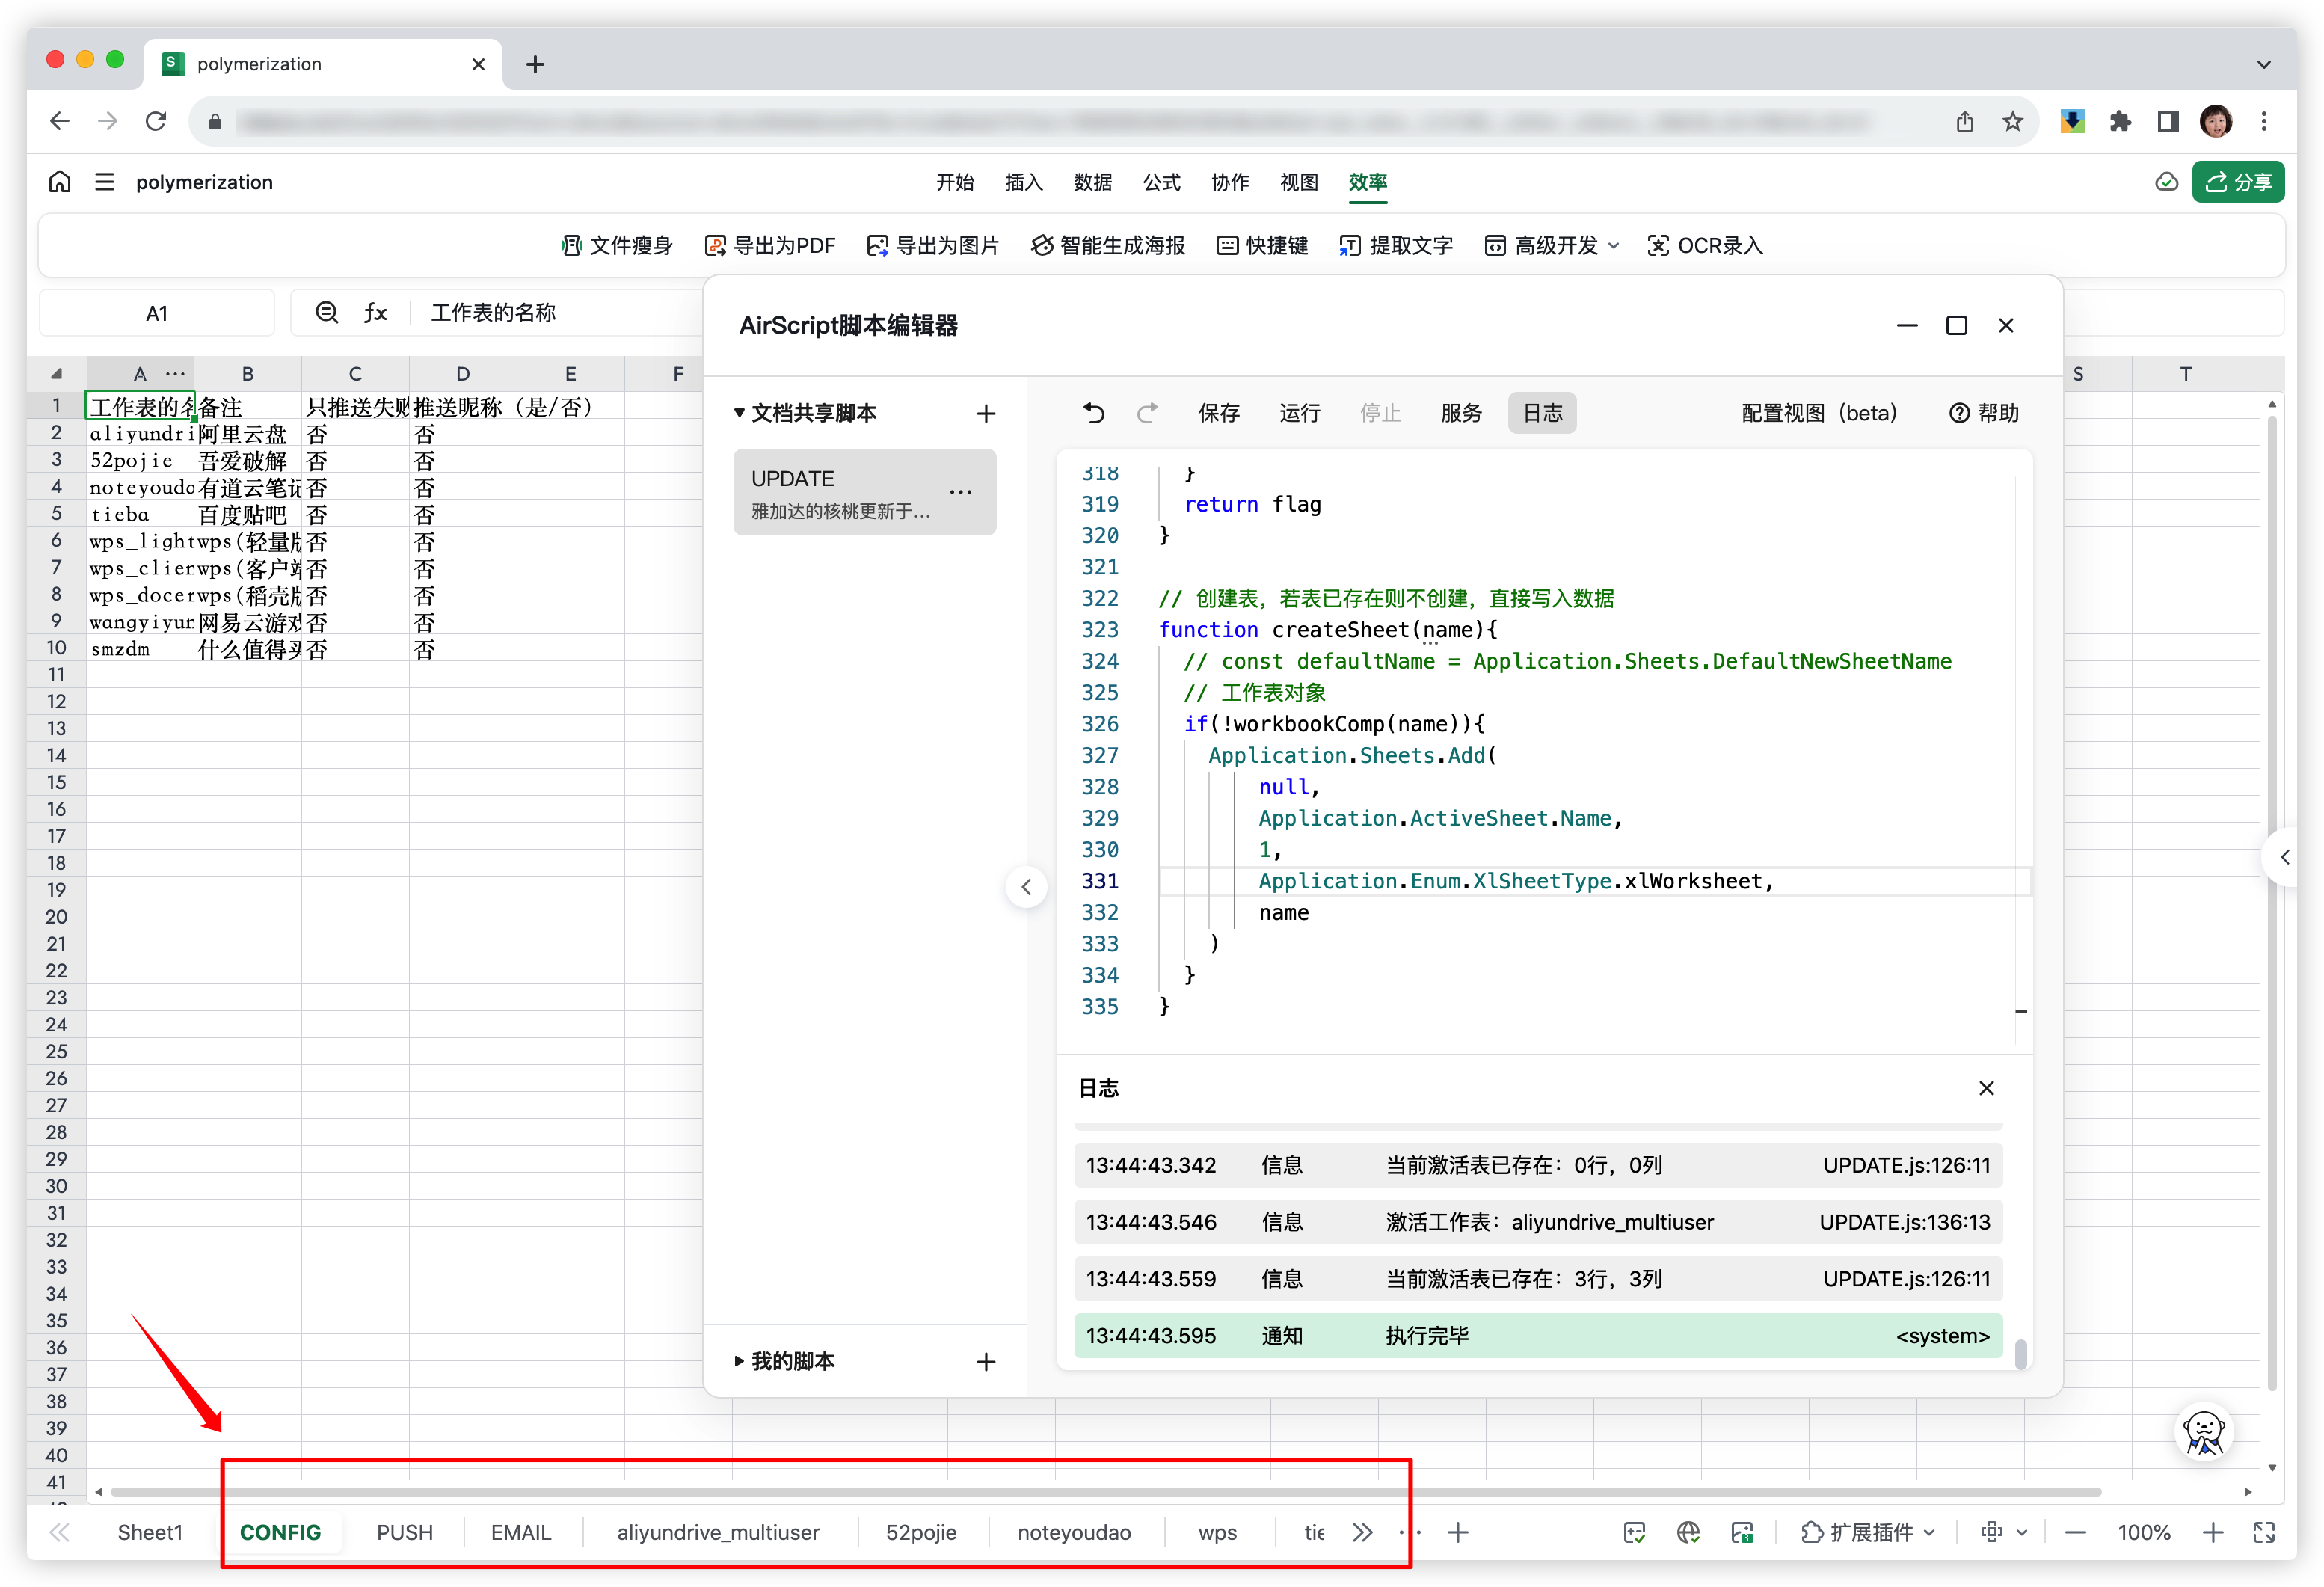 polymerization
polymerization
开始 插入 数据 公式 协作 视图 效率
分享
文件瘦身 导出为PDF 导出为图片 智能生成海报 快捷键 提取文字 高级开发 OCR录入
A1 fx 工作表的名称
AirScript脚本编辑器
A B C D E F S T
1 工作表的名 备注 只推送失败 推送昵称（是/否）
2 aliyundri 阿里云盘 否 否
3 52pojie 吾爱破解 否 否
4 noteyouda 有道云笔记 否 否
5 tieba 百度贴吧 否 否
6 wps_light wps(轻量版 否 否
7 wps_clien wps(客户端 否 否
8 wps_docer wps(稻壳版 否 否
9 wangyiyun 网易云游戏 否 否
10 smzdm 什么值得买 否 否
11
12
13
14
15
16
17
18
19
20
21
22
23
24
25
26
27
28
29
30
31
32
33
34
35
36
37
38
39
40
41
文档共享脚本
UPDATE
雅加达的核桃更新于...
我的脚本
保存 运行 停止 服务 日志 配置视图（beta） 帮助
318 }
319 return flag
320 }
321
322 // 创建表，若表已存在则不创建，直接写入数据
323 function createSheet(name){
324 // const defaultName = Application.Sheets.DefaultNewSheetName
325 // 工作表对象
326 if(!workbookComp(name)){
327 Application.Sheets.Add(
328 null,
329 Application.ActiveSheet.Name,
330 1,
331 Application.Enum.XlSheetType.xlWorksheet,
332 name
333 )
334 }
335 }
日志
13:44:43.342 信息 当前激活表已存在：0行，0列 UPDATE.js:126:11
13:44:43.546 信息 激活工作表：aliyundrive_multiuser UPDATE.js:136:13
13:44:43.559 信息 当前激活表已存在：3行，3列 UPDATE.js:126:11
13:44:43.595 通知 执行完毕 <system>
Sheet1 CONFIG PUSH EMAIL aliyundrive_multiuser 52pojie noteyoudao wps tie
扩展插件 100%